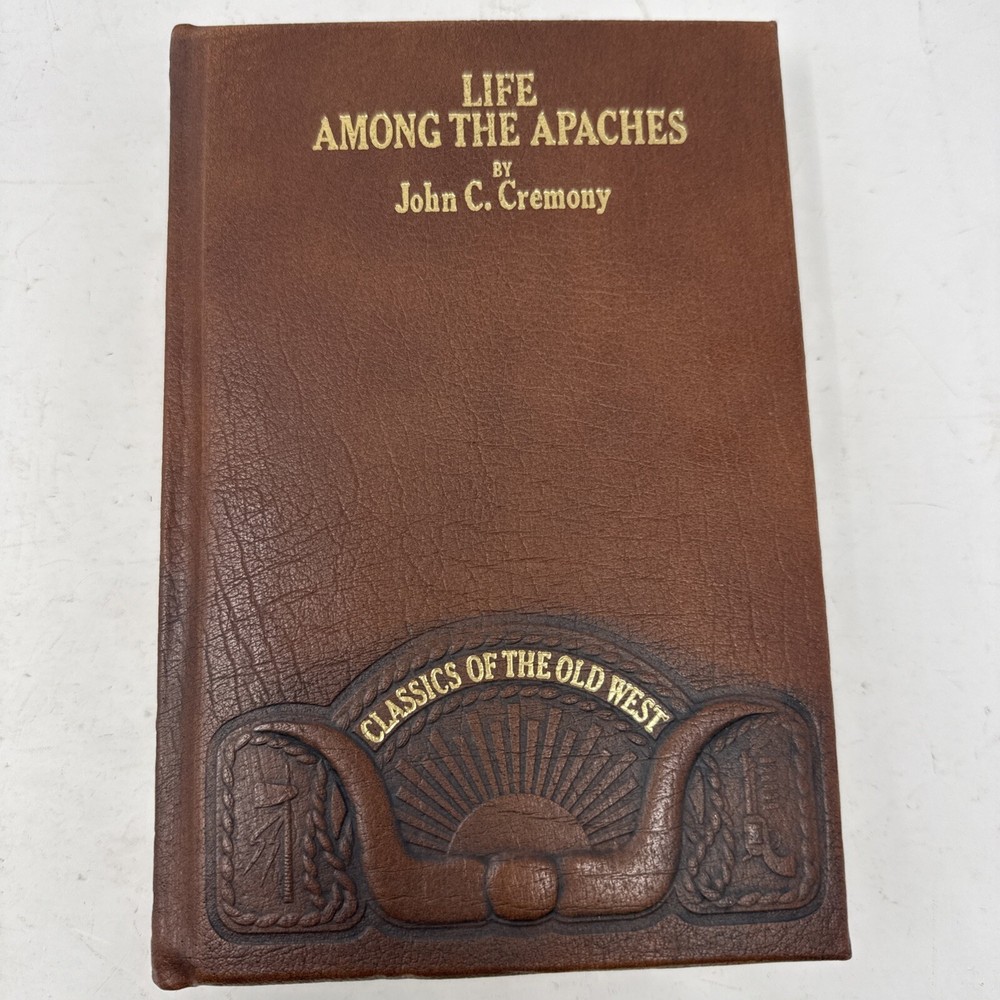 LIFE
AMONG THE APACHES
BY
John C. Cremony
CLASSICS OF THE OLD WEST